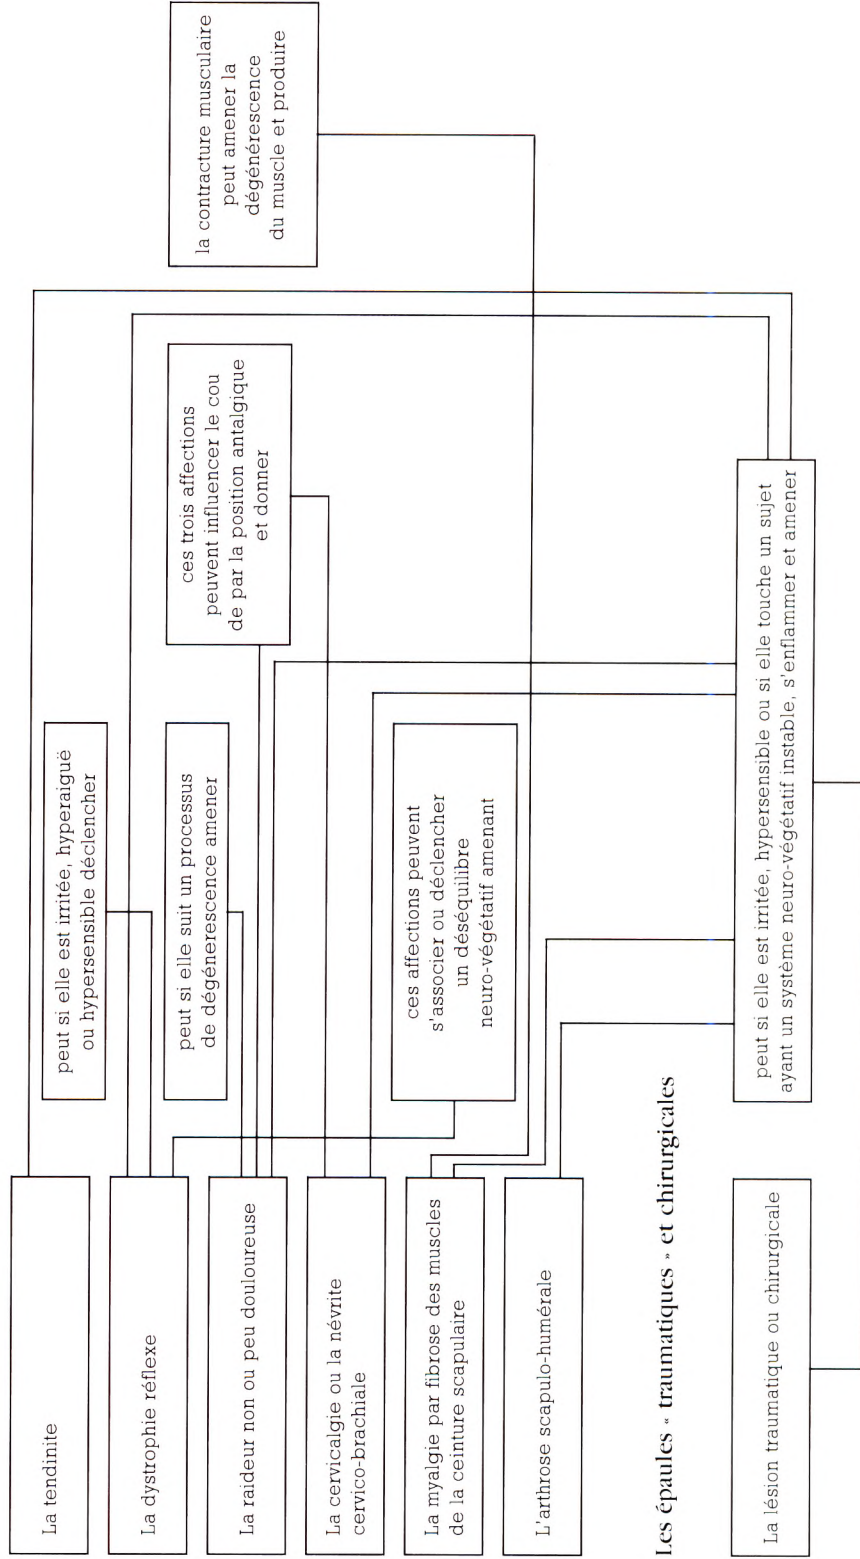 La tendinite
La dystrophie réflexe
La raideur non ou peu douloureuse
La cervicalgie ou la névrite
cervico-brachiale
La myalgie par fibrose des muscles
de la ceinture scapulaire
L'arthrose scapulo-humérale
peut si elle est irritée, hyperaiguë
ou hypersensible déclencher
peut si elle suit un processus
de dégénerescence amener
ces affections peuvent
s'associer ou déclencher
un déséquilibre
neuro-végétatif amenant
ces trois affections
peuvent influencer le cou
de par la position antalgique
et donner
la contracture musculaire
peut amener la
dégénérescence
du muscle et produire
Les épaules « traumatiques » et chirurgicales
La lésion traumatique ou chirurgicale
peut si elle est irritée, hypersensible ou si elle touche un sujet
ayant un système neuro-végétatif instable, s'enflammer et amener